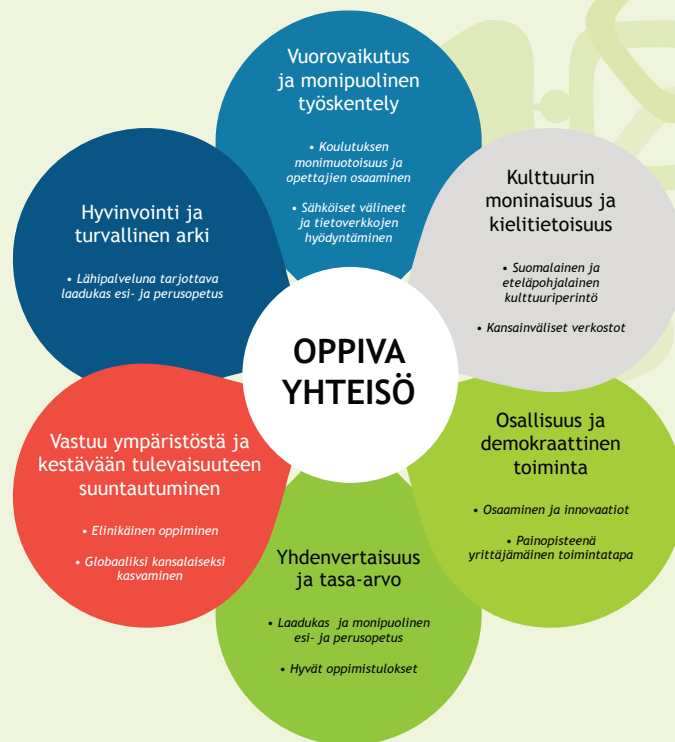 Vuorovaikutus
ja monipuolinen
työskentely
• Koulutuksen
monimuotoisuus ja
opettajien osaaminen
• Sähköiset välineet
ja tietoverkkojen
hyödyntäminen
Kulttuurin
moninaisuus ja
kielitietoisuus
• Suomalainen ja
eteläpohjalainen
kulttuuriperintö
• Kansainväliset verkostot
Hyvinvointi ja
turvallinen arki
• Lähipalveluna tarjottava
laadukas esi- ja perusopetus
OPPIVA
YHTEISÖ
Osallisuus ja
demokraattinen
toiminta
• Osaaminen ja innovaatiot
• Painopisteenä
yrittäjämäinen toimintatapa
Vastuu ympäristöstä ja
kestävään tulevaisuuteen
suuntautuminen
• Elinikäinen oppiminen
• Globaaliksi kansalaiseksi
kasvaminen
Yhdenvertaisuus
ja tasa-arvo
• Laadukas ja monipuolinen
esi- ja perusopetus
• Hyvät oppimistulokset